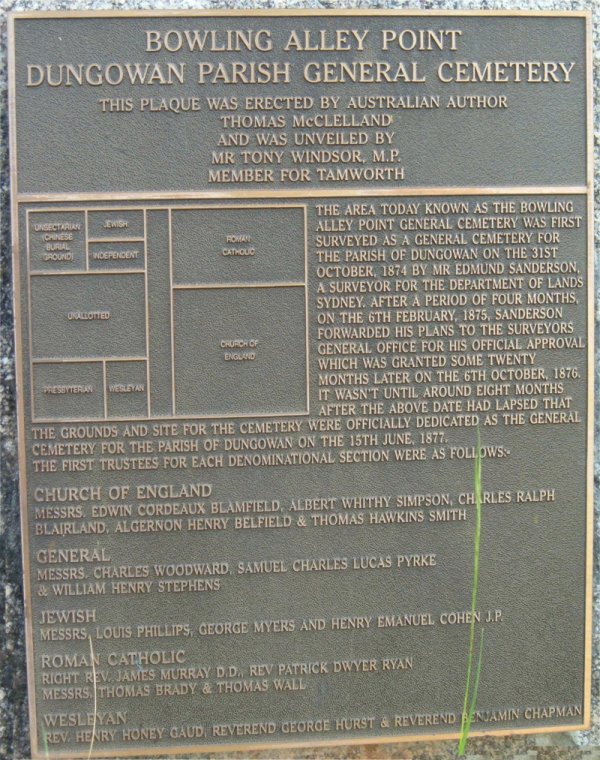 BOWLING ALLEY POINT
DUNGOWAN PARISH GENERAL CEMETERY
THIS PLAQUE WAS ERECTED BY AUSTRALIAN AUTHOR
THOMAS McCLELLAND
AND WAS UNVEILED BY
MR TONY WINDSOR, M.P.
MEMBER FOR TAMWORTH
UNSECTARIAN
(CHINESE
BURIAL
GROUND)
JEWISH
INDEPENDENT
UNALLOTTED
PRESBYTERIAN
WESLEYAN
ROMAN
CATHOLIC
CHURCH OF
ENGLAND
THE AREA TODAY KNOWN AS THE BOWLING
ALLEY POINT GENERAL CEMETERY WAS FIRST
SURVEYED AS A GENERAL CEMETERY FOR
THE PARISH OF DUNGOWAN ON THE 31ST
OCTOBER, 1874 BY MR EDMUND SANDERSON,
A SURVEYOR FOR THE DEPARTMENT OF LANDS
SYDNEY. AFTER A PERIOD OF FOUR MONTHS,
ON THE 6TH FEBRUARY, 1875, SANDERSON
FORWARDED HIS PLANS TO THE SURVEYORS
GENERAL OFFICE FOR HIS OFFICIAL APPROVAL
WHICH WAS GRANTED SOME TWENTY
MONTHS LATER ON THE 6TH OCTOBER, 1876.
IT WASN'T UNTIL AROUND EIGHT MONTHS
AFTER THE ABOVE DATE HAD LAPSED THAT
THE GROUNDS AND SITE FOR THE CEMETERY WERE OFFICIALLY DEDICATED AS THE GENERAL
CEMETERY FOR THE PARISH OF DUNGOWAN ON THE 15TH JUNE, 1877.
THE FIRST TRUSTEES FOR EACH DENOMINATIONAL SECTION WERE AS FOLLOWS:-
CHURCH OF ENGLAND
MESSRS. EDWIN CORDEAUX BLAMFIELD, ALBERT WHITHY SIMPSON, CHARLES RALPH
BLAIRLAND, ALGERNON HENRY BELFIELD & THOMAS HAWKINS SMITH
GENERAL
MESSRS. CHARLES WOODWARD, SAMUEL CHARLES LUCAS PYRKE
& WILLIAM HENRY STEPHENS
JEWISH
MESSRS. LOUIS PHILLIPS, GEORGE MYERS AND HENRY EMANUEL COHEN J.P.
ROMAN CATHOLIC
RIGHT REV. JAMES MURRAY D.D., REV PATRICK DWYER RYAN
MESSRS. THOMAS BRADY & THOMAS WALL
WESLEYAN
REV. HENRY HONEY GAUD, REVEREND GEORGE HURST & REVEREND BENJAMIN CHAPMAN